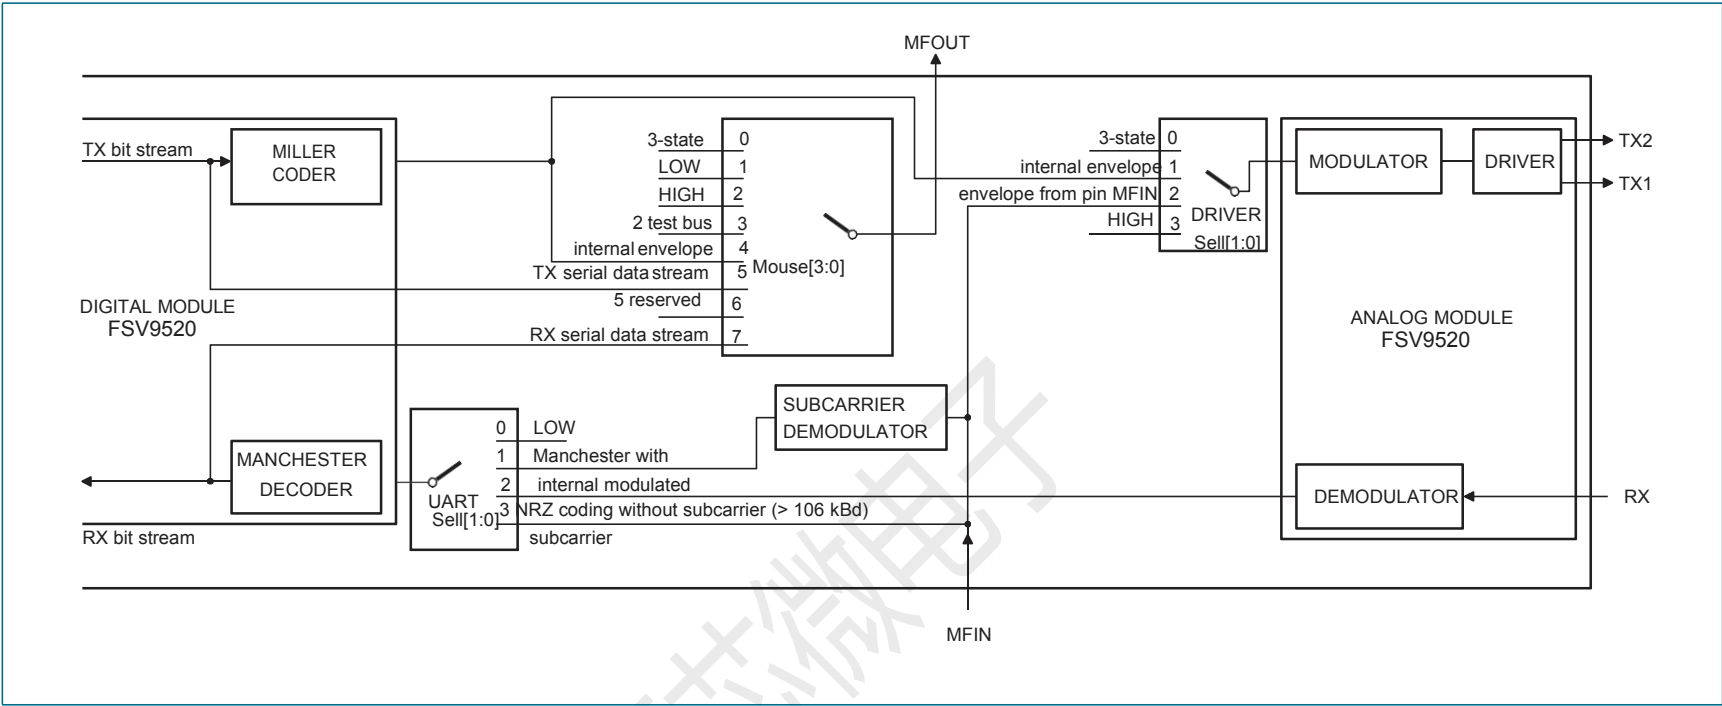 MFOUT
TX bit stream
MILLER
CODER
3-state 0
LOW 1
HIGH 2
2 test bus 3
internal envelope 4
TX serial data stream 5
5 reserved 6
RX serial data stream 7
Mouse[3:0]
3-state 0
internal envelope 1
envelope from pin MFIN 2
HIGH 3
DRIVER
Sell[1:0]
MODULATOR
DRIVER
TX2
TX1
DIGITAL MODULE
FSV9520
ANALOG MODULE
FSV9520
SUBCARRIER
DEMODULATOR
MANCHESTER
DECODER
RX bit stream
0 LOW
1 Manchester with
2 internal modulated
3 NRZ coding without subcarrier (> 106 kBd)
subcarrier
UART
Sell[1:0]
DEMODULATOR
RX
MFIN
芯微电子